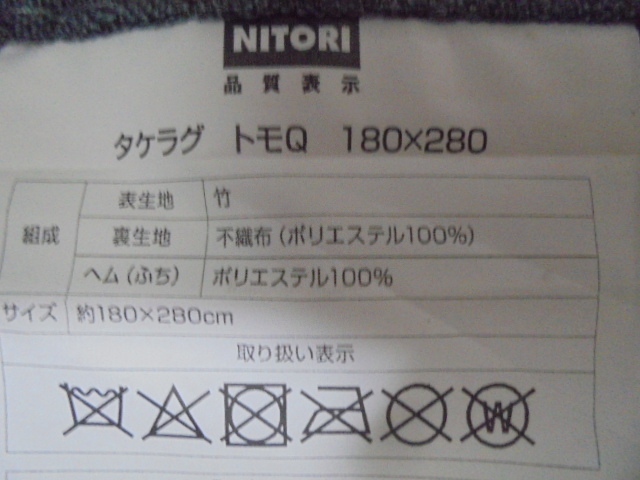 NITORI
品質表示
タケラグ トモQ 180×280
組成 表生地 竹
裏生地 不織布(ポリエステル100%)
ヘム(ふち) ポリエステル100%
サイズ 約180×280cm
取り扱い表示
W